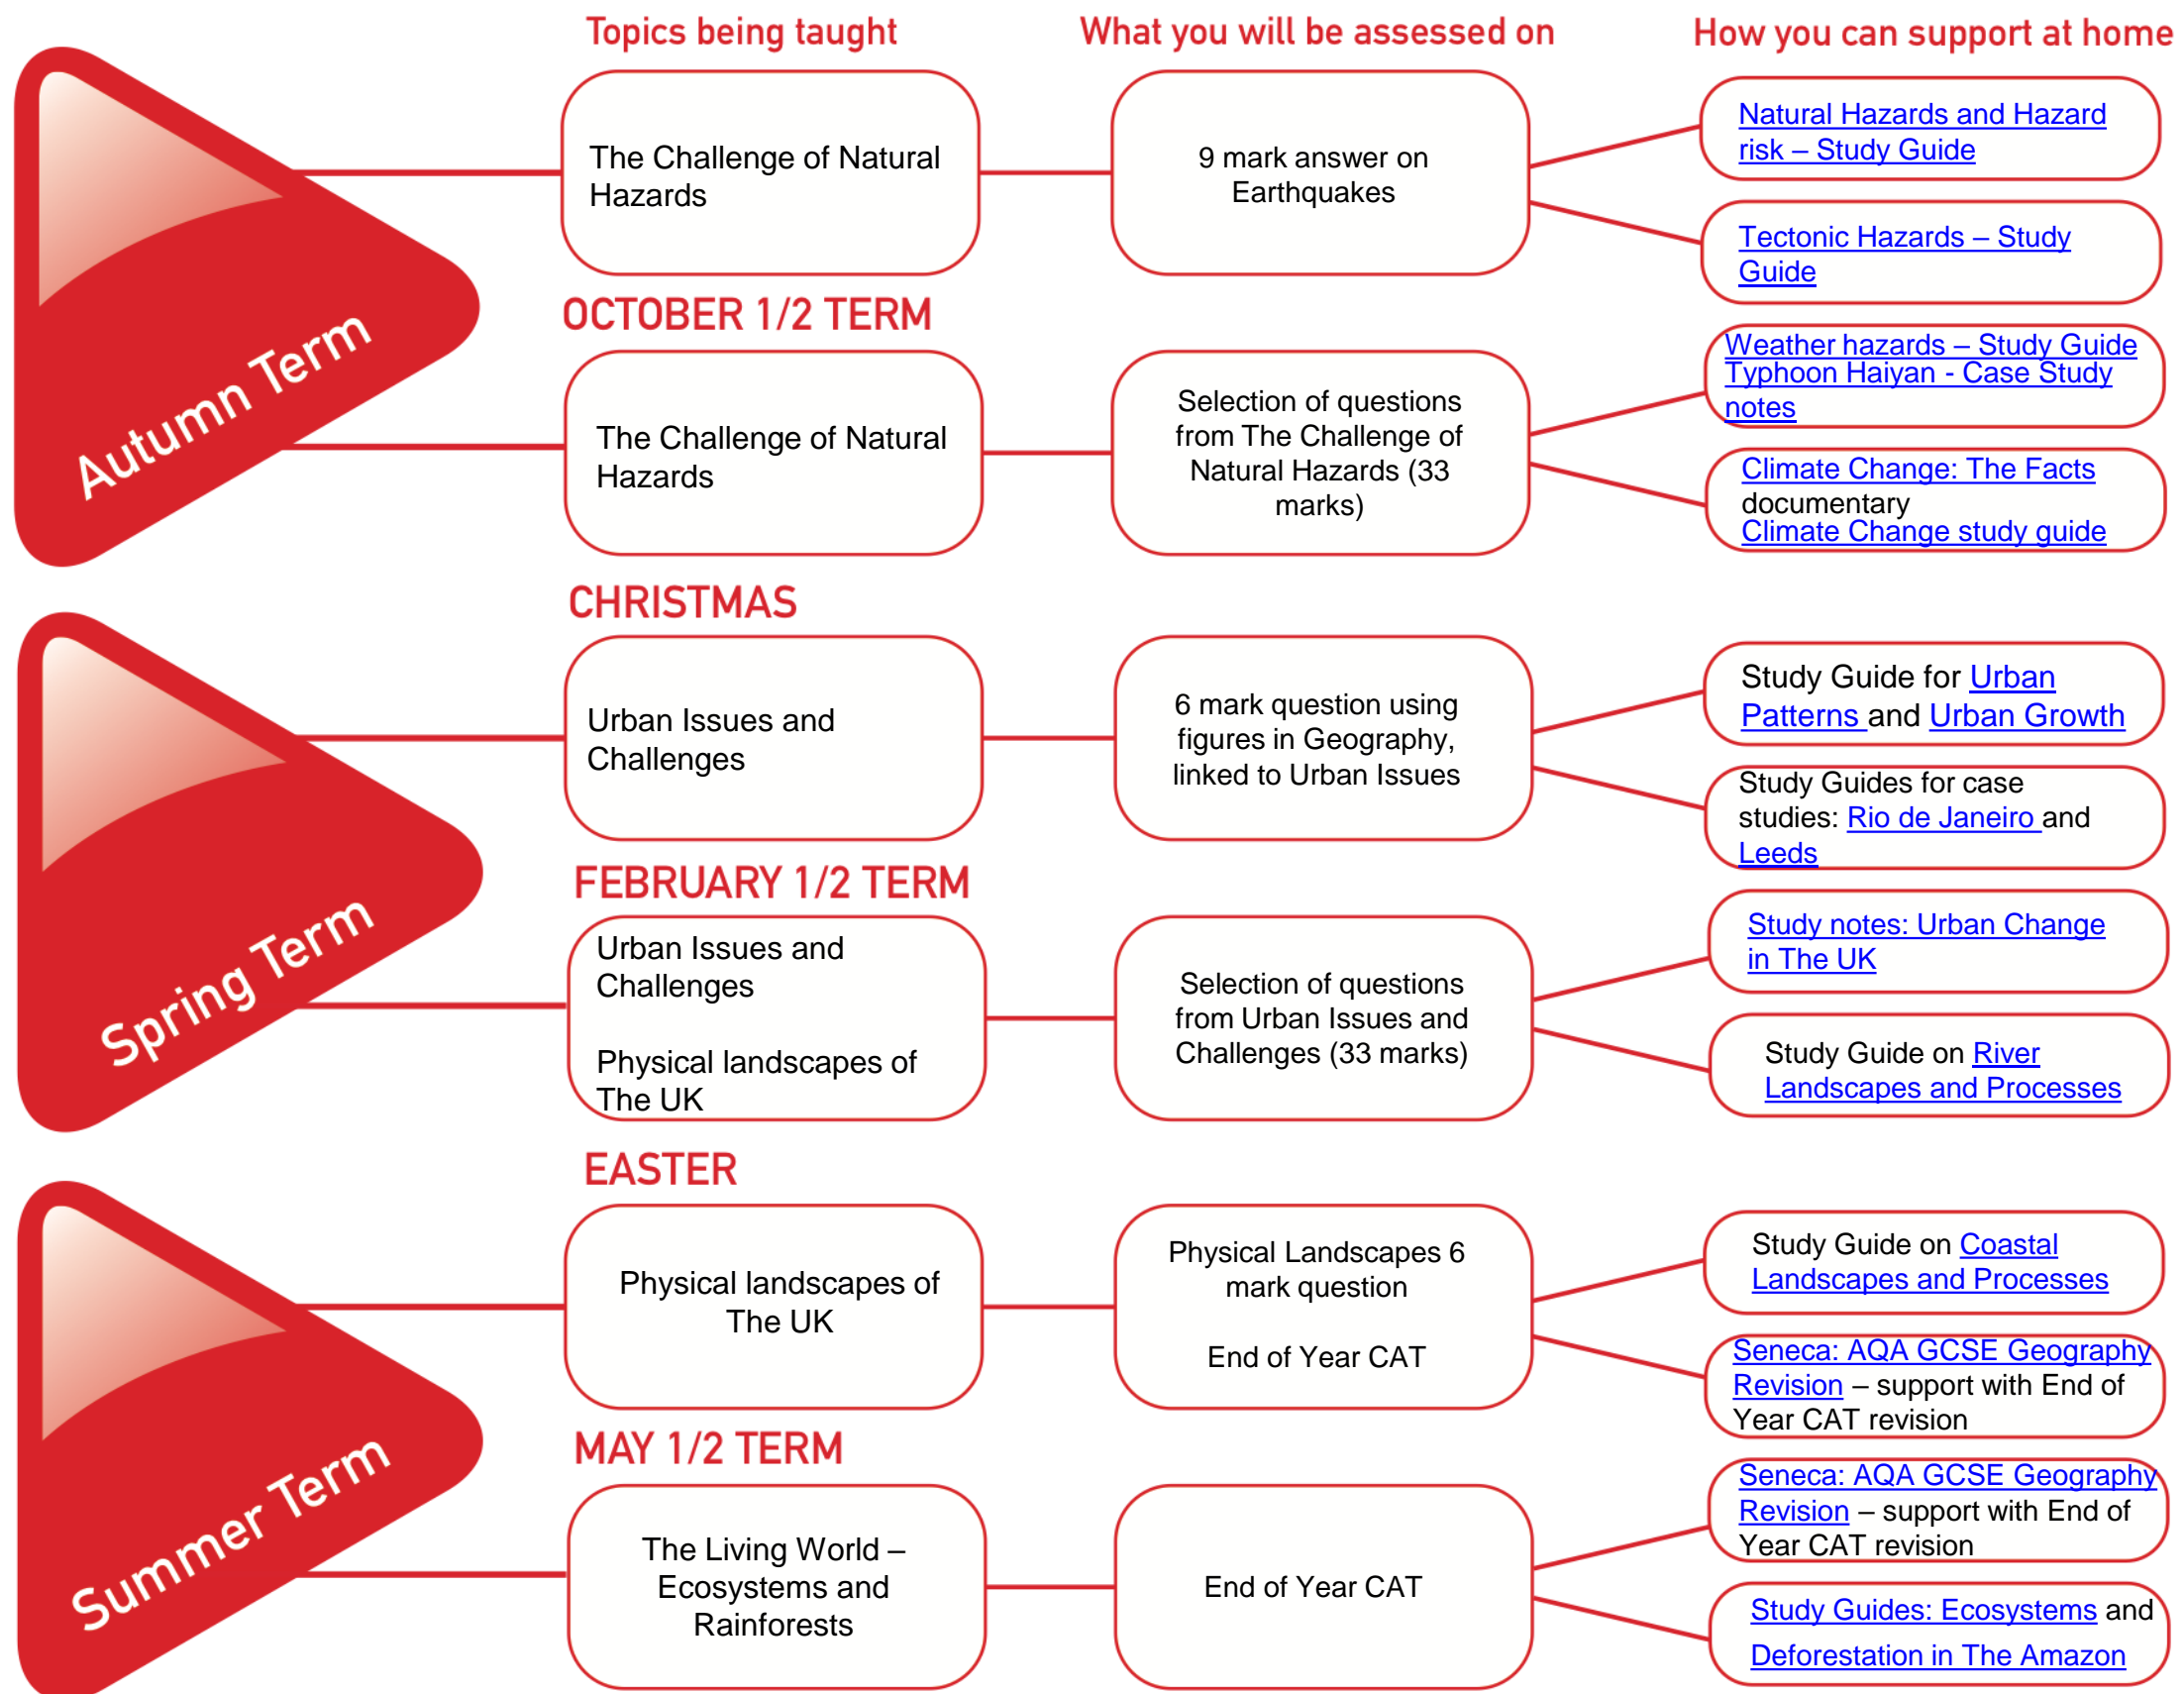 Topics being taught
What you will be assessed on
How you can support at home
Autumn Term
The Challenge of Natural
Hazards
9 mark answer on
Earthquakes
Natural Hazards and Hazard
risk – Study Guide
Tectonic Hazards – Study
Guide
OCTOBER 1/2 TERM
The Challenge of Natural
Hazards
Selection of questions
from The Challenge of
Natural Hazards (33
marks)
Weather hazards – Study Guide
Typhoon Haiyan - Case Study
notes
Climate Change: The Facts
documentary
Climate Change study guide
CHRISTMAS
Spring Term
Urban Issues and
Challenges
6 mark question using
figures in Geography,
linked to Urban Issues
Study Guide for Urban
Patterns and Urban Growth
Study Guides for case
studies: Rio de Janeiro and
Leeds
FEBRUARY 1/2 TERM
Urban Issues and
Challenges
Physical landscapes of
The UK
Selection of questions
from Urban Issues and
Challenges (33 marks)
Study notes: Urban Change
in The UK
Study Guide on River
Landscapes and Processes
EASTER
Summer Term
Physical landscapes of
The UK
Physical Landscapes 6
mark question
End of Year CAT
Study Guide on Coastal
Landscapes and Processes
Seneca: AQA GCSE Geography
Revision – support with End of
Year CAT revision
MAY 1/2 TERM
The Living World –
Ecosystems and
Rainforests
End of Year CAT
Seneca: AQA GCSE Geography
Revision – support with End of
Year CAT revision
Study Guides: Ecosystems and
Deforestation in The Amazon